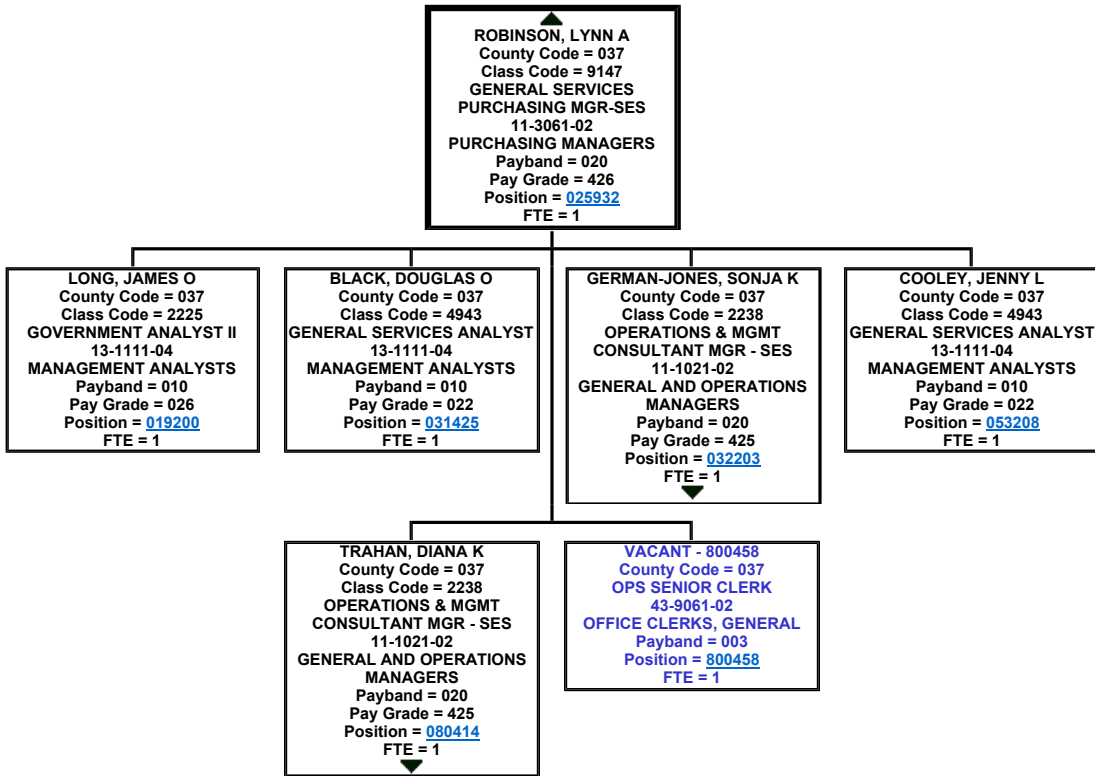 ROBINSON, LYNN A
County Code = 037
Class Code = 9147
GENERAL SERVICES
PURCHASING MGR-SES
11-3061-02
PURCHASING MANAGERS
Payband = 020
Pay Grade = 426
Position = 025932
FTE = 1
LONG, JAMES O
County Code = 037
Class Code = 2225
GOVERNMENT ANALYST II
13-1111-04
MANAGEMENT ANALYSTS
Payband = 010
Pay Grade = 026
Position = 019200
FTE = 1
BLACK, DOUGLAS O
County Code = 037
Class Code = 4943
GENERAL SERVICES ANALYST
13-1111-04
MANAGEMENT ANALYSTS
Payband = 010
Pay Grade = 022
Position = 031425
FTE = 1
GERMAN-JONES, SONJA K
County Code = 037
Class Code = 2238
OPERATIONS & MGMT
CONSULTANT MGR - SES
11-1021-02
GENERAL AND OPERATIONS
MANAGERS
Payband = 020
Pay Grade = 425
Position = 032203
FTE = 1
COOLEY, JENNY L
County Code = 037
Class Code = 4943
GENERAL SERVICES ANALYST
13-1111-04
MANAGEMENT ANALYSTS
Payband = 010
Pay Grade = 022
Position = 053208
FTE = 1
TRAHAN, DIANA K
County Code = 037
Class Code = 2238
OPERATIONS & MGMT
CONSULTANT MGR - SES
11-1021-02
GENERAL AND OPERATIONS
MANAGERS
Payband = 020
Pay Grade = 425
Position = 080414
FTE = 1
VACANT - 800458
County Code = 037
OPS SENIOR CLERK
43-9061-02
OFFICE CLERKS, GENERAL
Payband = 003
Position = 800458
FTE = 1